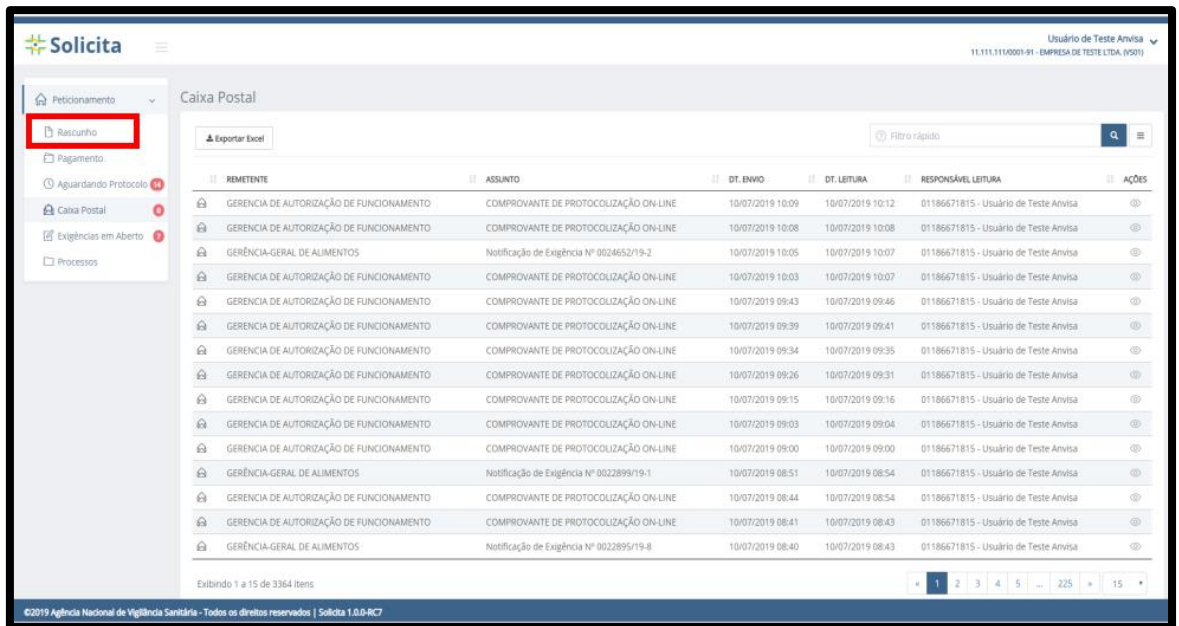 Solicita
Usuário de Teste Anvisa
11.111.111/0001-91 - EMPRESA DE TESTE LTDA. (VS01)
Peticionamento
Rascunho
Pagamento
Aguardando Protocolo 14
Caixa Postal
Exigências em Aberto
Processos
Caixa Postal
Exportar Excel
Filtro rápido
REMETENTE ASSUNTO DT. ENVIO DT. LEITURA RESPONSÁVEL LEITURA AÇÕES
GERENCIA DE AUTORIZAÇÃO DE FUNCIONAMENTO COMPROVANTE DE PROTOCOLIZAÇÃO ON-LINE 10/07/2019 10:09 10/07/2019 10:12 01186671815 - Usuário de Teste Anvisa
GERENCIA DE AUTORIZAÇÃO DE FUNCIONAMENTO COMPROVANTE DE PROTOCOLIZAÇÃO ON-LINE 10/07/2019 10:08 10/07/2019 10:08 01186671815 - Usuário de Teste Anvisa
GERÊNCIA-GERAL DE ALIMENTOS Notificação de Exigência Nº 0024652/19-2 10/07/2019 10:05 10/07/2019 10:07 01186671815 - Usuário de Teste Anvisa
GERENCIA DE AUTORIZAÇÃO DE FUNCIONAMENTO COMPROVANTE DE PROTOCOLIZAÇÃO ON-LINE 10/07/2019 10:03 10/07/2019 10:07 01186671815 - Usuário de Teste Anvisa
GERENCIA DE AUTORIZAÇÃO DE FUNCIONAMENTO COMPROVANTE DE PROTOCOLIZAÇÃO ON-LINE 10/07/2019 09:43 10/07/2019 09:46 01186671815 - Usuário de Teste Anvisa
GERENCIA DE AUTORIZAÇÃO DE FUNCIONAMENTO COMPROVANTE DE PROTOCOLIZAÇÃO ON-LINE 10/07/2019 09:39 10/07/2019 09:41 01186671815 - Usuário de Teste Anvisa
GERENCIA DE AUTORIZAÇÃO DE FUNCIONAMENTO COMPROVANTE DE PROTOCOLIZAÇÃO ON-LINE 10/07/2019 09:34 10/07/2019 09:35 01186671815 - Usuário de Teste Anvisa
GERENCIA DE AUTORIZAÇÃO DE FUNCIONAMENTO COMPROVANTE DE PROTOCOLIZAÇÃO ON-LINE 10/07/2019 09:26 10/07/2019 09:31 01186671815 - Usuário de Teste Anvisa
GERENCIA DE AUTORIZAÇÃO DE FUNCIONAMENTO COMPROVANTE DE PROTOCOLIZAÇÃO ON-LINE 10/07/2019 09:15 10/07/2019 09:16 01186671815 - Usuário de Teste Anvisa
GERENCIA DE AUTORIZAÇÃO DE FUNCIONAMENTO COMPROVANTE DE PROTOCOLIZAÇÃO ON-LINE 10/07/2019 09:03 10/07/2019 09:04 01186671815 - Usuário de Teste Anvisa
GERENCIA DE AUTORIZAÇÃO DE FUNCIONAMENTO COMPROVANTE DE PROTOCOLIZAÇÃO ON-LINE 10/07/2019 09:00 10/07/2019 09:00 01186671815 - Usuário de Teste Anvisa
GERÊNCIA-GERAL DE ALIMENTOS Notificação de Exigência Nº 0022899/19-1 10/07/2019 08:51 10/07/2019 08:54 01186671815 - Usuário de Teste Anvisa
GERENCIA DE AUTORIZAÇÃO DE FUNCIONAMENTO COMPROVANTE DE PROTOCOLIZAÇÃO ON-LINE 10/07/2019 08:44 10/07/2019 08:54 01186671815 - Usuário de Teste Anvisa
GERENCIA DE AUTORIZAÇÃO DE FUNCIONAMENTO COMPROVANTE DE PROTOCOLIZAÇÃO ON-LINE 10/07/2019 08:41 10/07/2019 08:43 01186671815 - Usuário de Teste Anvisa
GERÊNCIA-GERAL DE ALIMENTOS Notificação de Exigência Nº 0022895/19-8 10/07/2019 08:40 10/07/2019 08:43 01186671815 - Usuário de Teste Anvisa
Exibindo 1 a 15 de 3364 itens
« 1 2 3 4 5 ... 225 » 15
©2019 Agência Nacional de Vigilância Sanitária - Todos os direitos reservados | Solicita 1.0.0-RC7